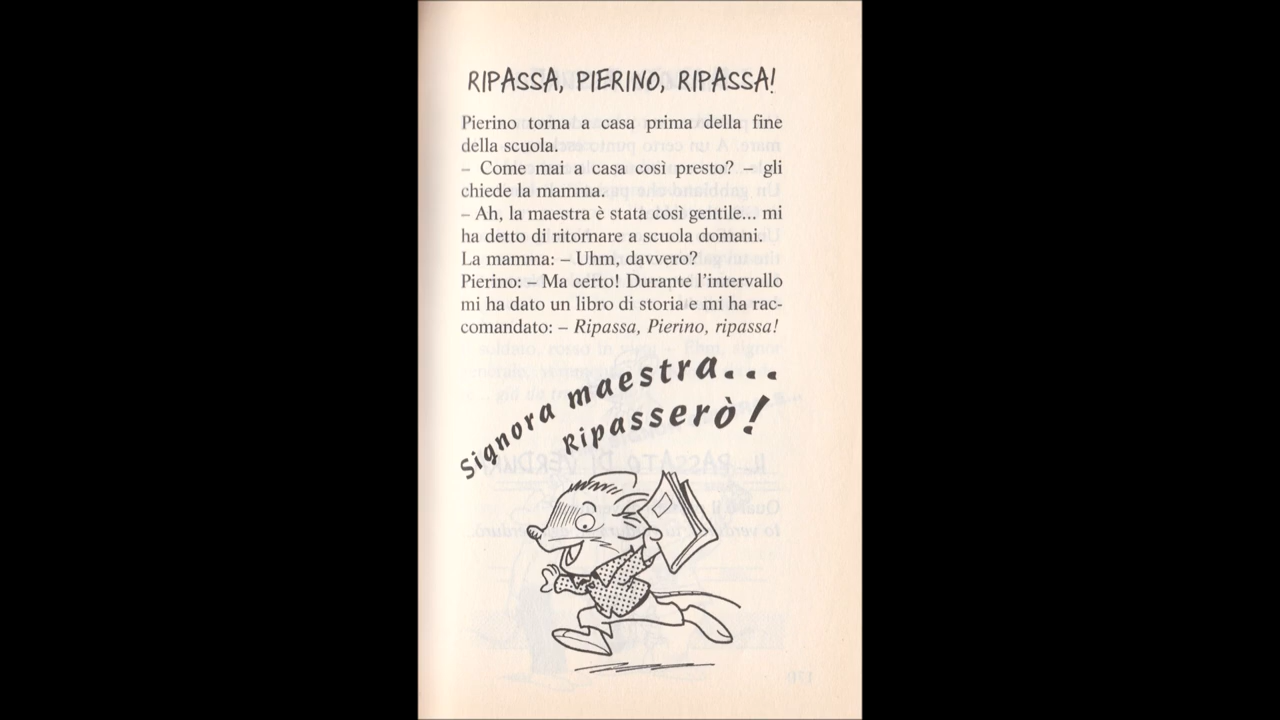 RIPASSA, PIERINO, RIPASSA!
Pierino torna a casa prima della fine
della scuola.
– Come mai a casa così presto? – gli
chiede la mamma.
– Ah, la maestra è stata così gentile... mi
ha detto di ritornare a scuola domani.
La mamma: – Uhm, davvero?
Pierino: – Ma certo! Durante l'intervallo
mi ha dato un libro di storia e mi ha rac-
comandato: – Ripassa, Pierino, ripassa!
Signora maestra...
Ripasserò!